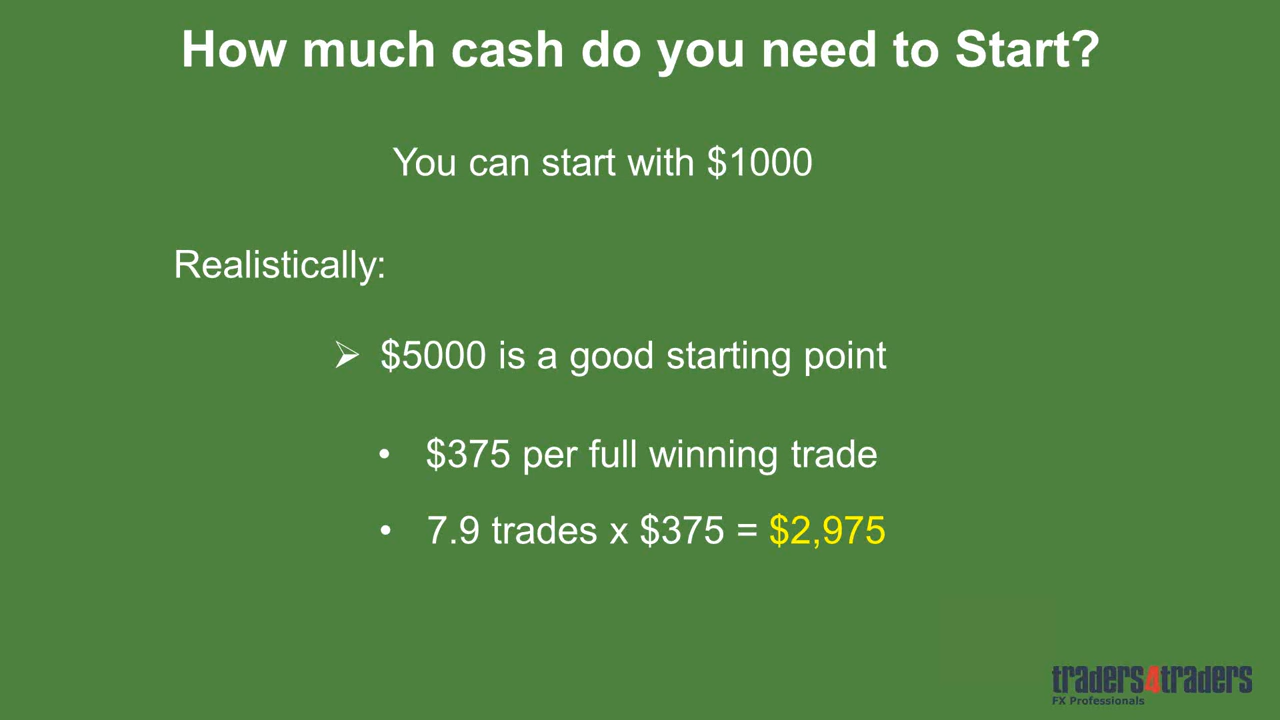 How much cash do you need to Start?
You can start with $1000
Realistically:
➢ $5000 is a good starting point
• $375 per full winning trade
• 7.9 trades x $375 = $2,975
traders4traders
FX Professionals